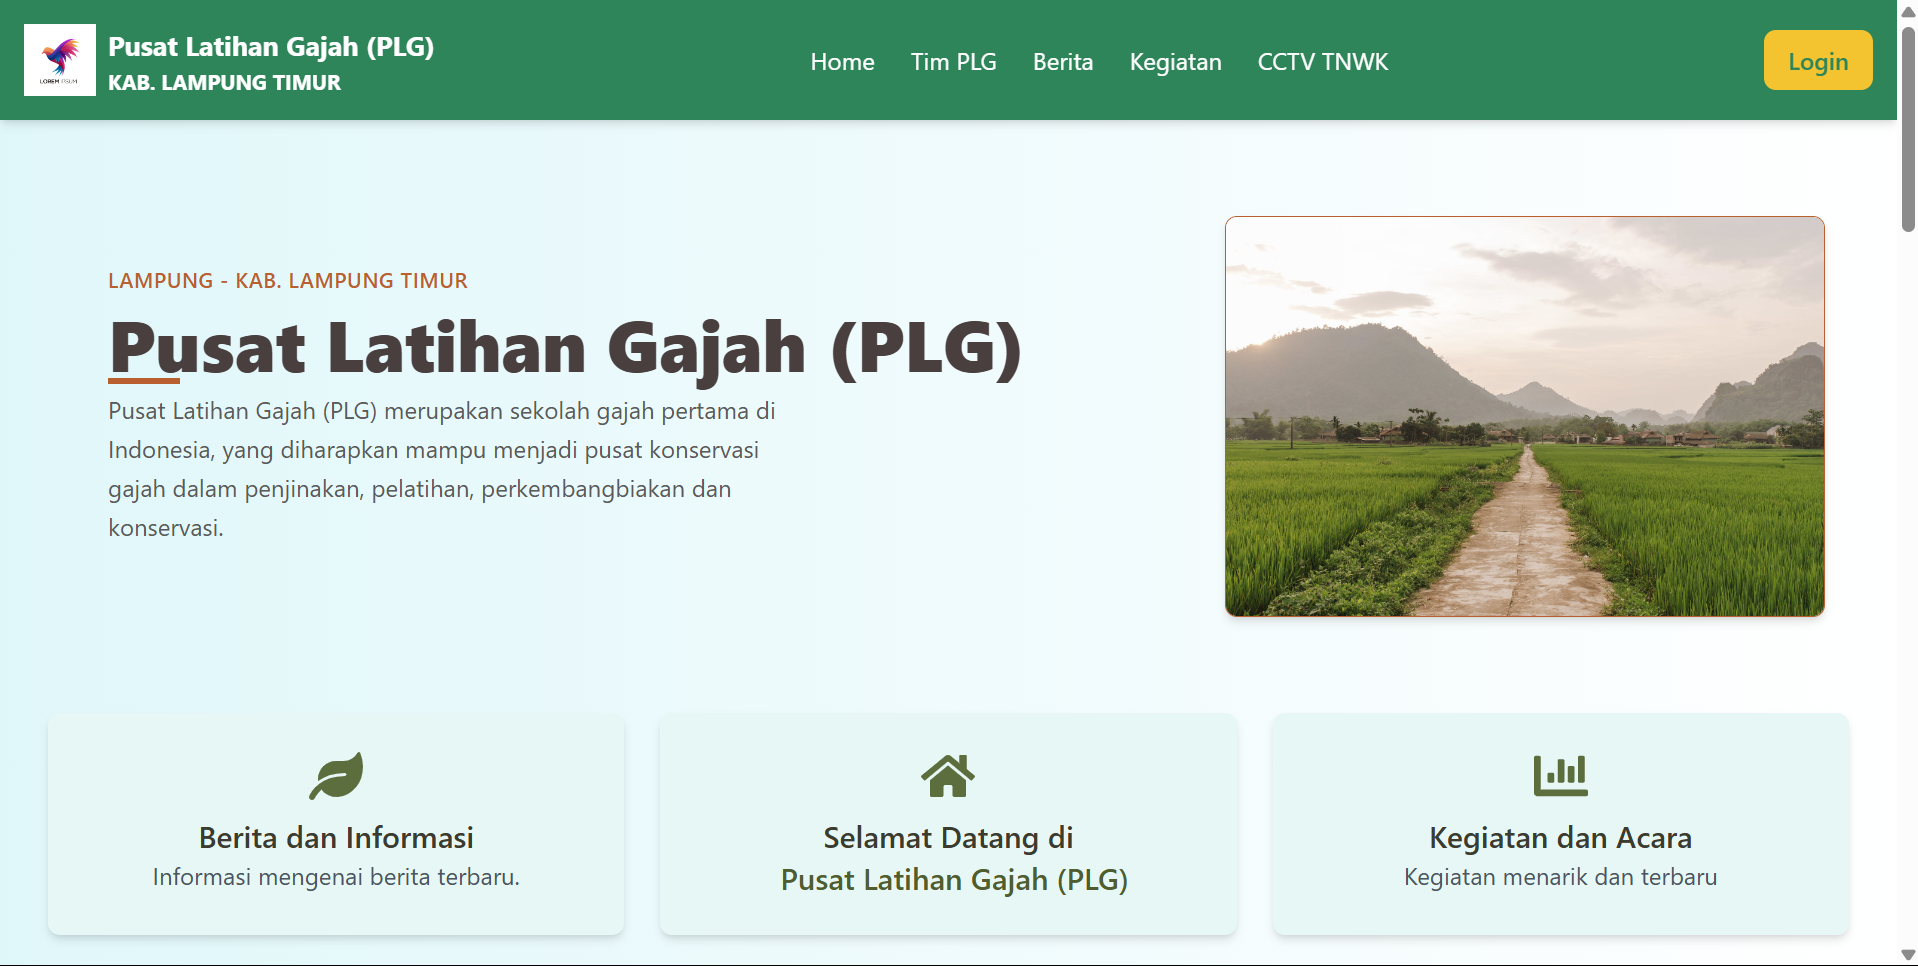 Pusat Latihan Gajah (PLG)
KAB. LAMPUNG TIMUR
LOREM IPSUM
Home
Tim PLG
Berita
Kegiatan
CCTV TNWK
Login
LAMPUNG - KAB. LAMPUNG TIMUR
Pusat Latihan Gajah (PLG)
Pusat Latihan Gajah (PLG) merupakan sekolah gajah pertama di
Indonesia, yang diharapkan mampu menjadi pusat konservasi
gajah dalam penjinakan, pelatihan, perkembangbiakan dan
konservasi.
Berita dan Informasi
Informasi mengenai berita terbaru.
Selamat Datang di
Pusat Latihan Gajah (PLG)
Kegiatan dan Acara
Kegiatan menarik dan terbaru